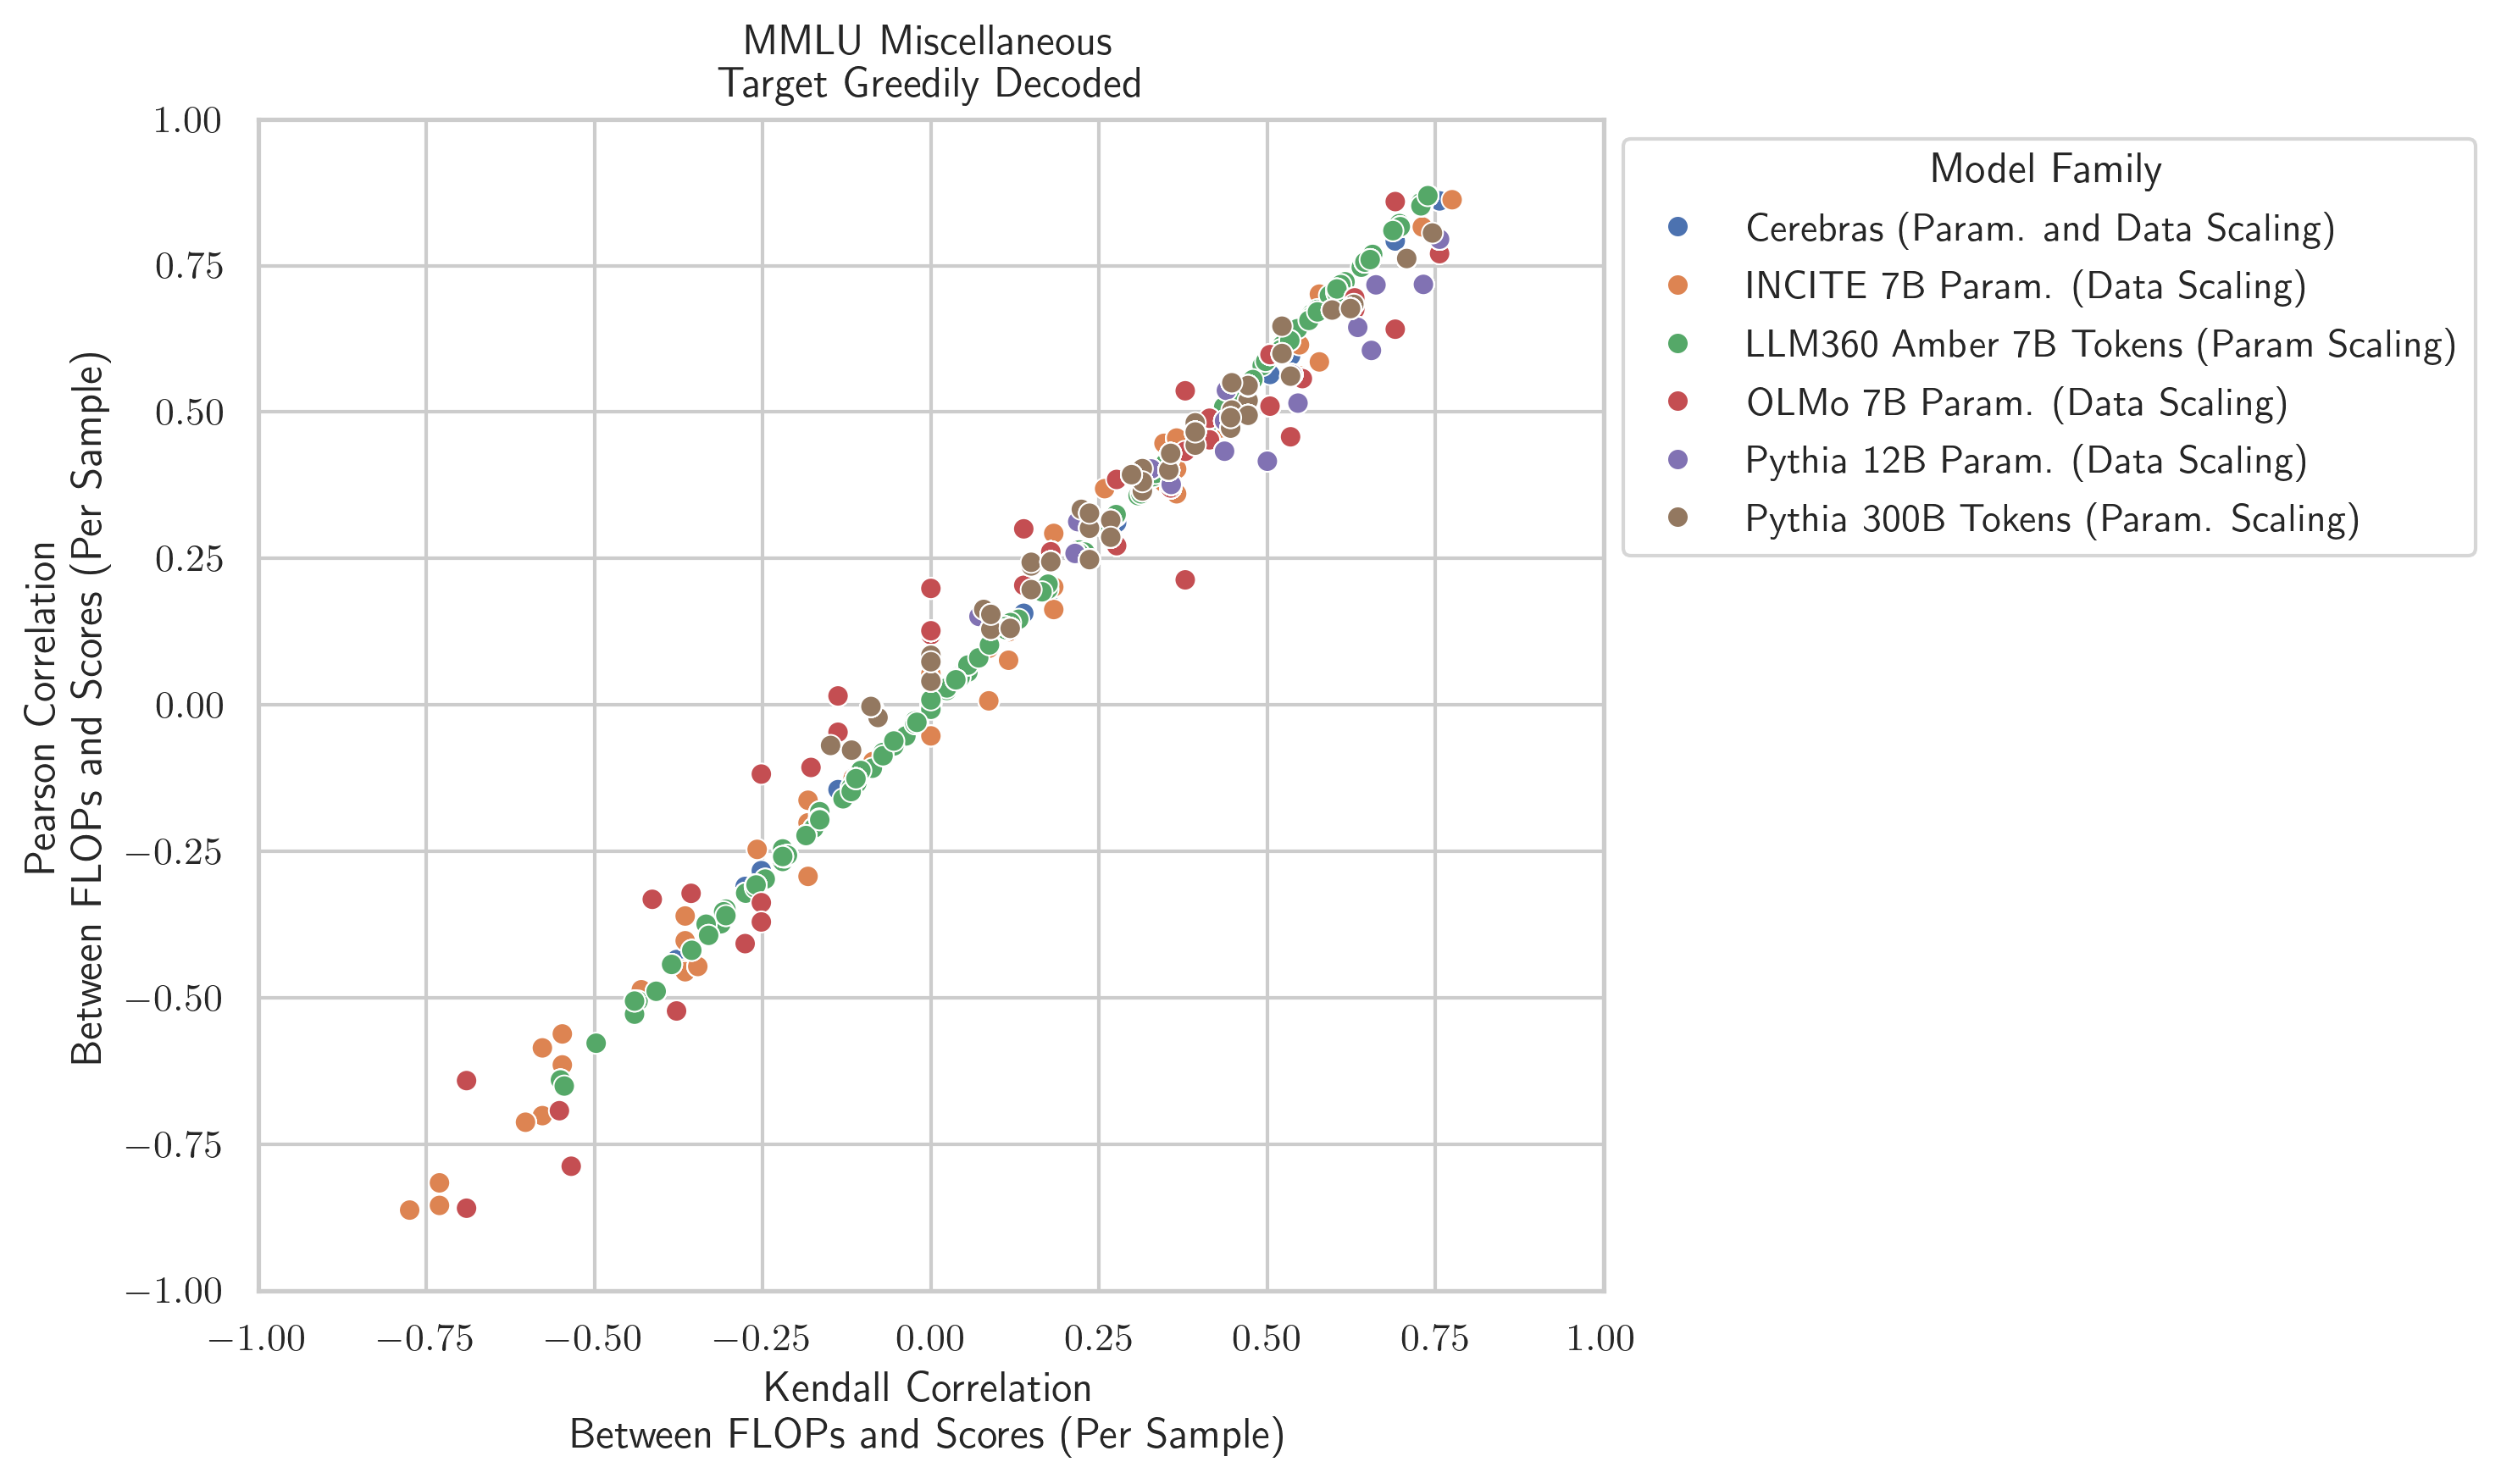 MMLU Miscellaneous
Target Greedily Decoded
1.00
0.75
0.50
0.25
0.00
−0.25
−0.50
−0.75
−1.00
Pearson Correlation
Between FLOPs and Scores (Per Sample)
−1.00 −0.75 −0.50 −0.25 0.00 0.25 0.50 0.75 1.00
Kendall Correlation
Between FLOPs and Scores (Per Sample)
Model Family
Cerebras (Param. and Data Scaling)
INCITE 7B Param. (Data Scaling)
LLM360 Amber 7B Tokens (Param Scaling)
OLMo 7B Param. (Data Scaling)
Pythia 12B Param. (Data Scaling)
Pythia 300B Tokens (Param. Scaling)